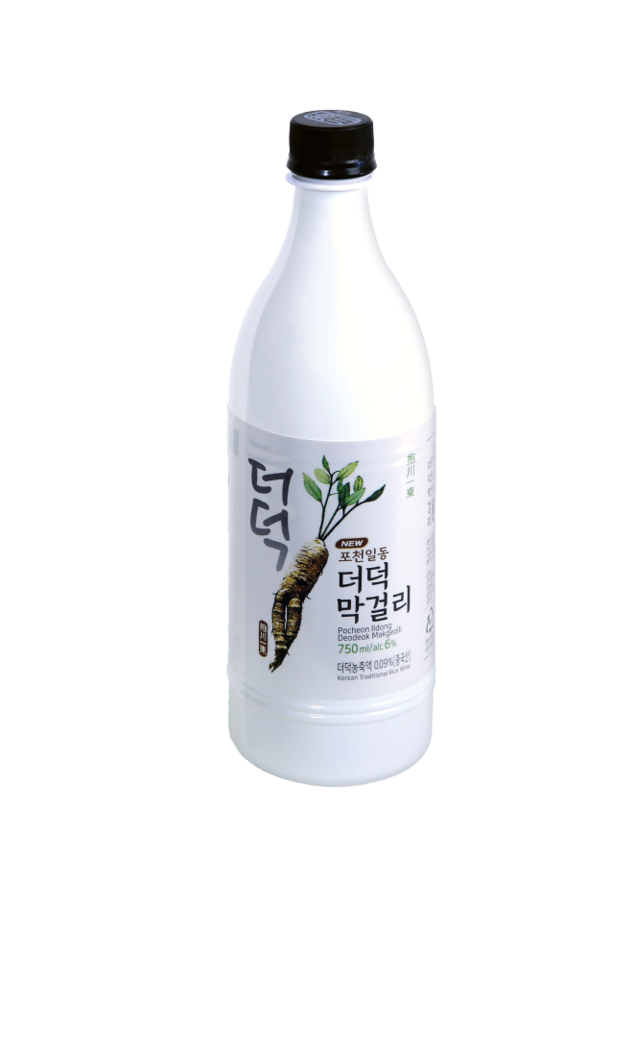 더덕
抱川一東
NEW
포천일동
더덕
막걸리
Pocheon Ildong
Deodeok Makgeolli
750ml/alc 6%
더덕농축액 0.09%[중국산]
Korean Traditional Rice Wine
抱川一東